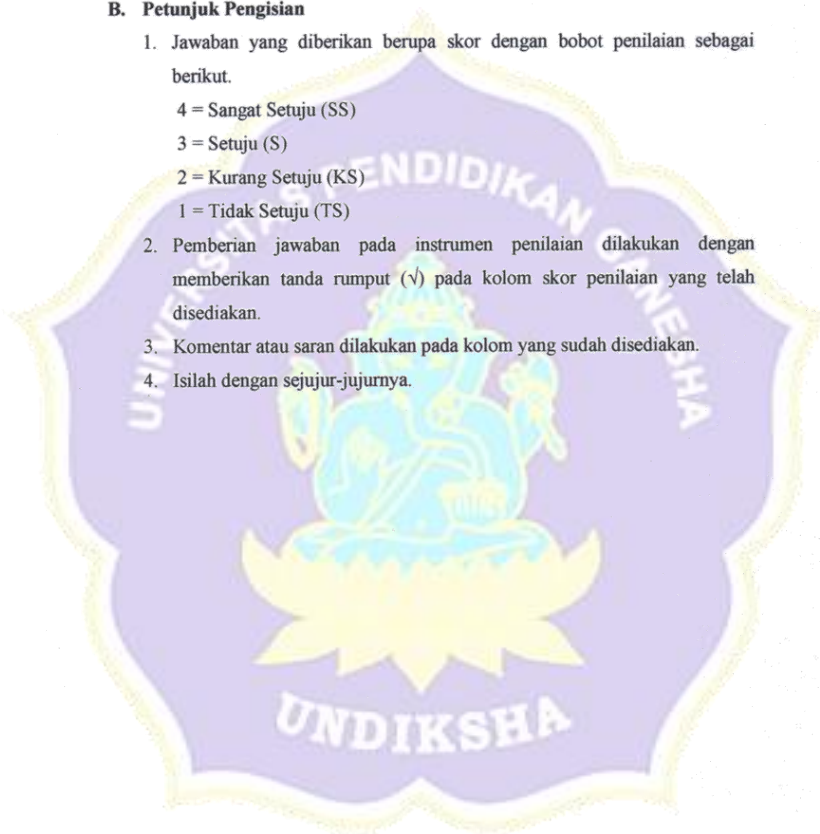 B. Petunjuk Pengisian
1. Jawaban yang diberikan berupa skor dengan bobot penilaian sebagai
berikut.
4 = Sangat Setuju (SS)
3 = Setuju (S)
2 = Kurang Setuju (KS)
1 = Tidak Setuju (TS)
2. Pemberian jawaban pada instrumen penilaian dilakukan dengan
memberikan tanda rumput (√) pada kolom skor penilaian yang telah
disediakan.
3. Komentar atau saran dilakukan pada kolom yang sudah disediakan.
4. Isilah dengan sejujur-jujurnya.
UNIVERSITAS PENDIDIKAN GANESHA
UNDIKSHA